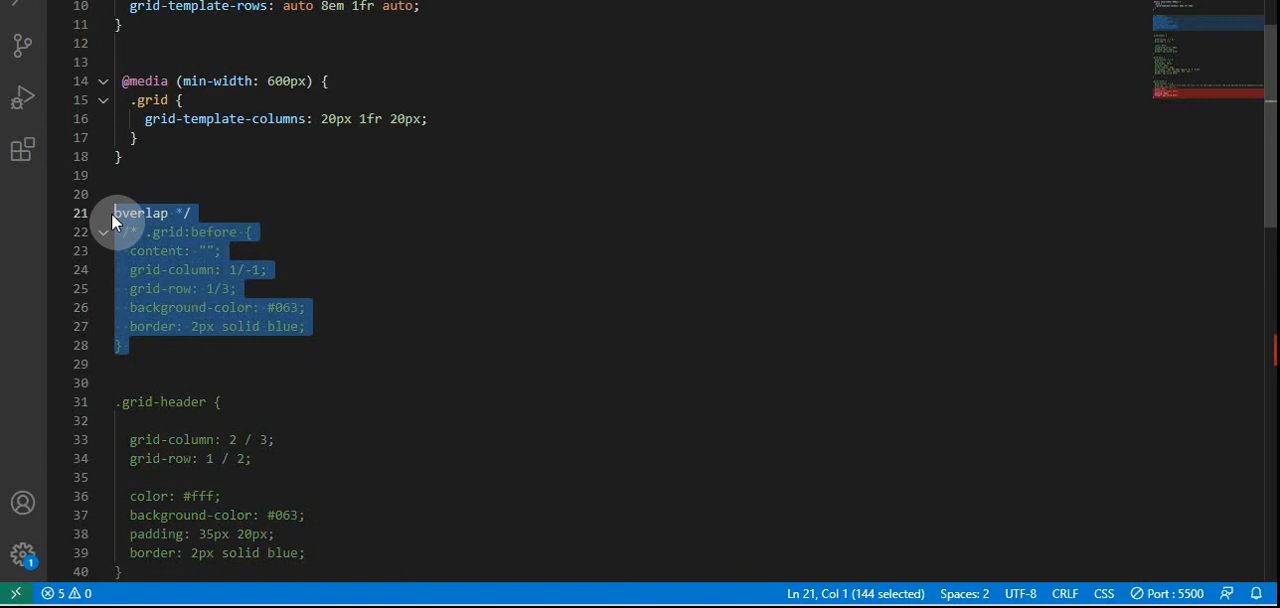 10 grid-template-rows: auto 8em 1fr auto;
11 }
12
13
14 @media (min-width: 600px) {
15 .grid {
16 grid-template-columns: 20px 1fr 20px;
17 }
18 }
19
20
21 overlap */
22 /* .grid:before {
23 content: "";
24 grid-column: 1/-1;
25 grid-row: 1/3;
26 background-color: #063;
27 border: 2px solid blue;
28 }
29
30
31 .grid-header {
32
33 grid-column: 2 / 3;
34 grid-row: 1 / 2;
35
36 color: #fff;
37 background-color: #063;
38 padding: 35px 20px;
39 border: 2px solid blue;
40 }
1
5 0 Ln 21, Col 1 (144 selected) Spaces: 2 UTF-8 CRLF CSS Port : 5500